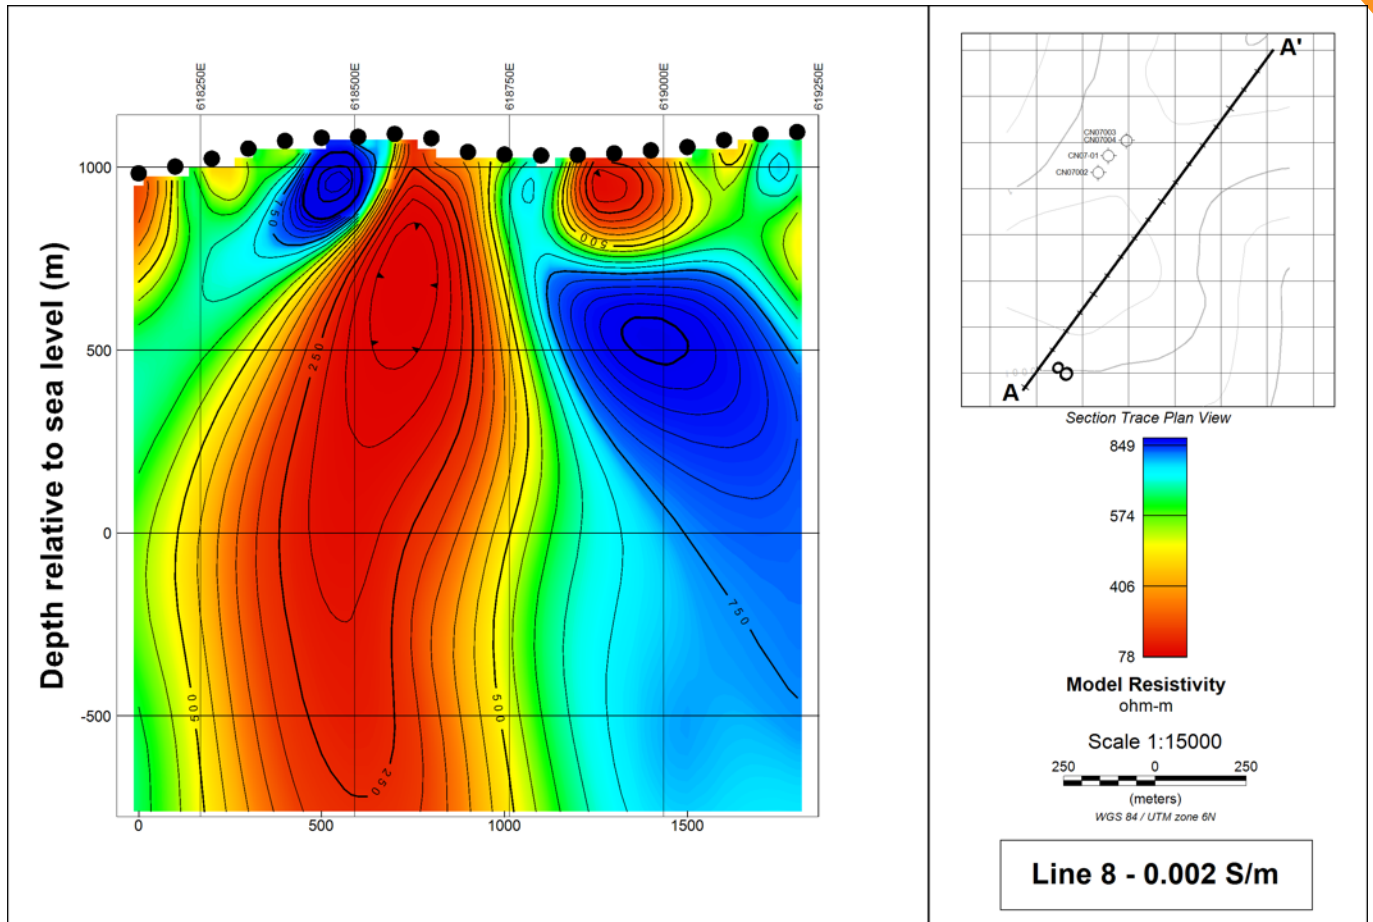 618250E
618500E
618750E
619000E
619250E
1000
500
0
-500
Depth relative to sea level (m)
750
250
500
750
500
500
250
0
500
1000
1500
A'
CN07003
CN07004
CN07-01
CN07002
A
Section Trace Plan View
849
574
406
78
Model Resistivity
ohm-m
Scale 1:15000
250 0 250
(meters)
WGS 84 / UTM zone 6N
Line 8 - 0.002 S/m